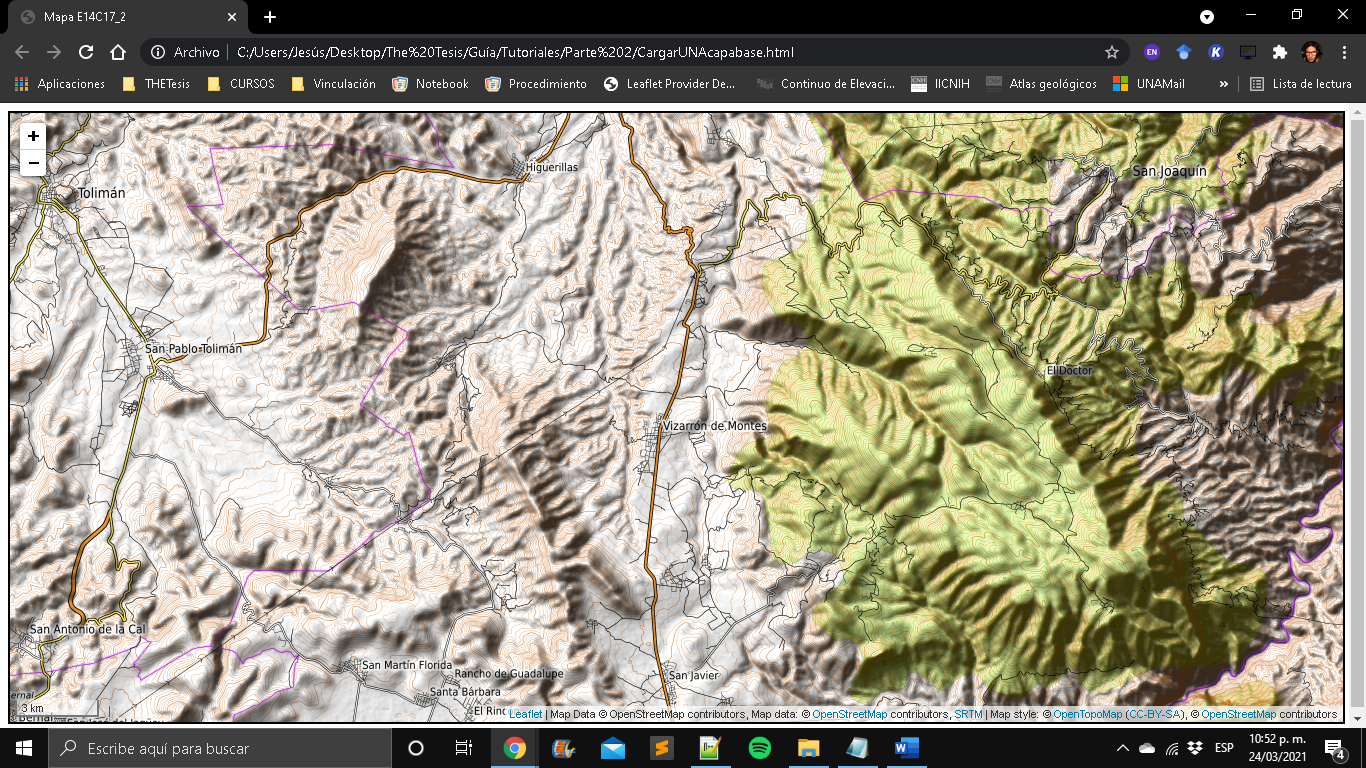 Mapa E14C17_2
Archivo C:/Users/Jesús/Desktop/The%20Tesis/Guía/Tutoriales/Parte%202/CargarUNAcapabase.html
EN
K
Aplicaciones THETesis CURSOS Vinculación Notebook Procedimiento Leaflet Provider De... Continuo de Elevaci... IICNIH Atlas geológicos UNAMail » Lista de lectura
+
−
Higuerillas
San Joaquín
Tolimán
San Pablo Tolimán
El Doctor
Vizarrón de Montes
San Antonio de la Cal
San Martín Florida
Rancho de Guadalupe
San Javier
Santa Bárbara
El Rinc
Bernal
3 km
Leaflet | Map Data © OpenStreetMap contributors, Map data: © OpenStreetMap contributors, SRTM | Map style: © OpenTopoMap (CC-BY-SA), © OpenStreetMap contributors
Escribe aquí para buscar
ESP
10:52 p. m.
24/03/2021
4